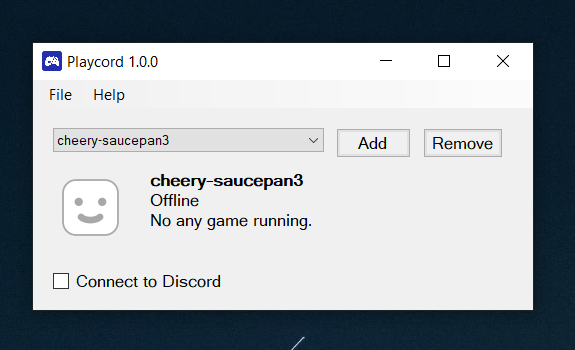 Playcord 1.0.0
File Help
cheery-saucepan3 Add Remove
cheery-saucepan3
Offline
No any game running.
Connect to Discord